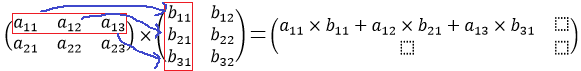 (a₁₁ a₁₂ a₁₃) × (b₁₁ b₁₂) = (a₁₁ × b₁₁ + a₁₂ × b₂₁ + a₁₃ × b₃₁ □)
(a₂₁ a₂₂ a₂₃) (b₂₁ b₂₂) (□ □)
(b₃₁ b₃₂)